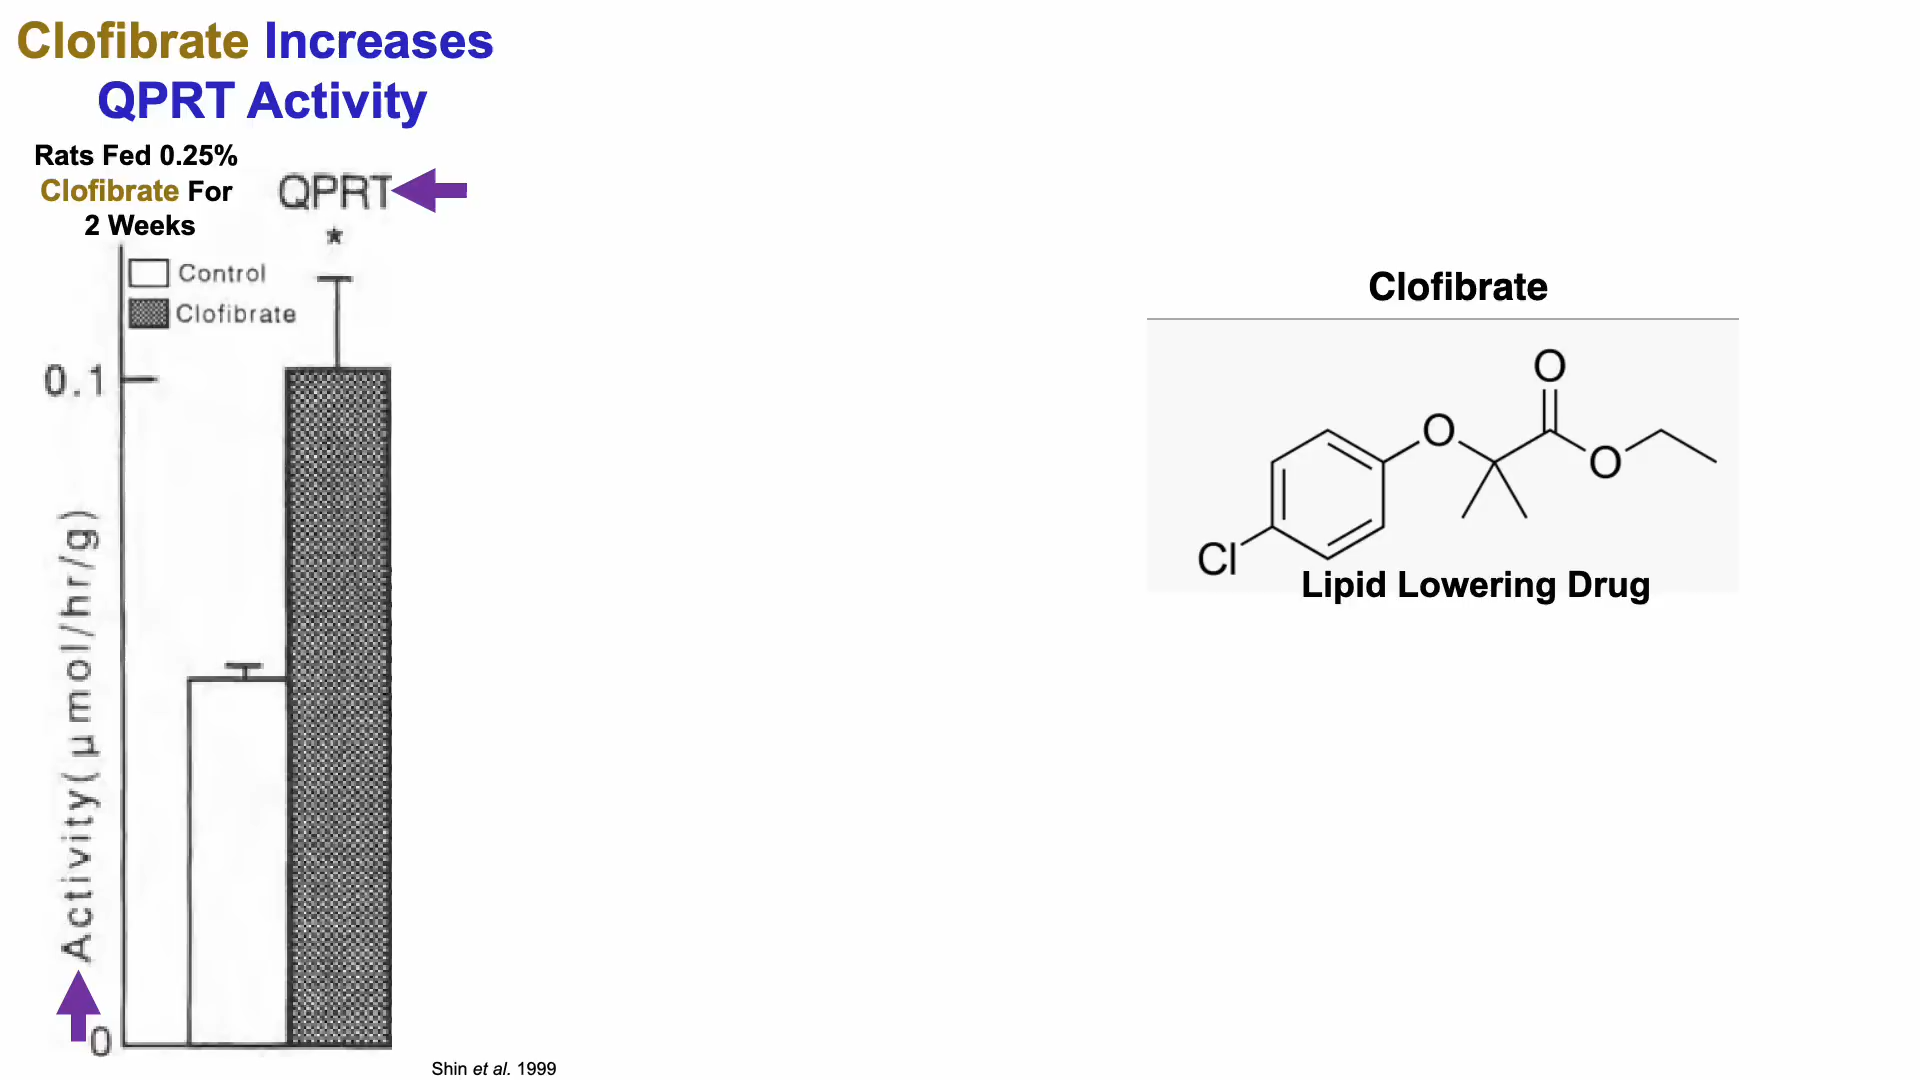 Clofibrate Increases
QPRT Activity
Rats Fed 0.25%
Clofibrate For
2 Weeks
QPRT
*
Control
Clofibrate
0.1
Activity(μmol/hr/g)
0
Shin et al. 1999
Clofibrate
O
O
O
Cl
Lipid Lowering Drug